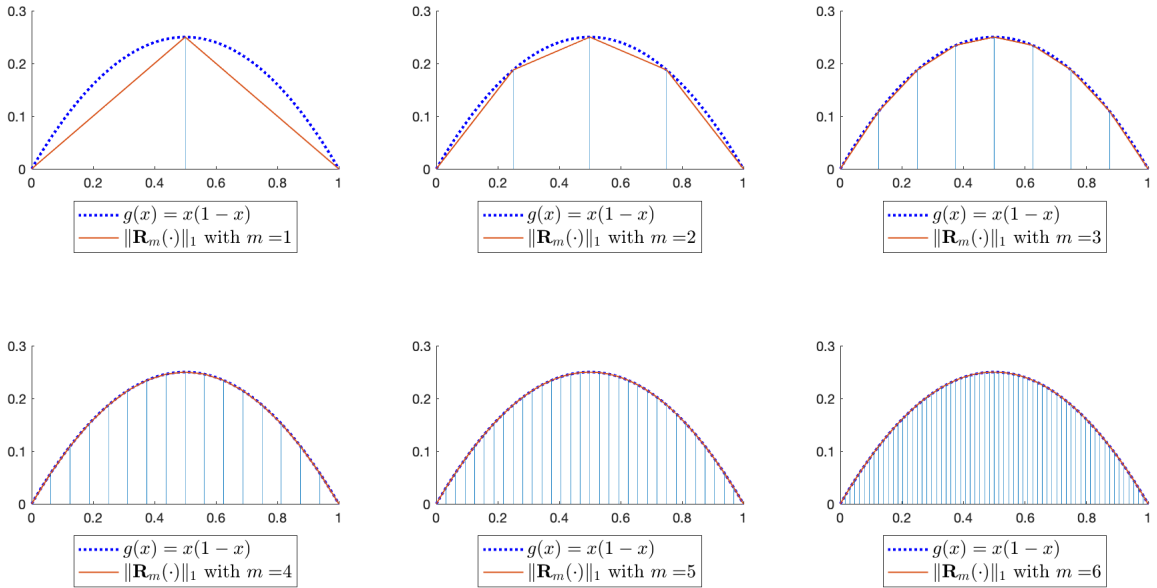 0.3
0.2
0.1
0
0 0.2 0.4 0.6 0.8 1
g(x) = x(1 − x)
‖R_m(·)‖_1 with m =1
0.3
0.2
0.1
0
0 0.2 0.4 0.6 0.8 1
g(x) = x(1 − x)
‖R_m(·)‖_1 with m =2
0.3
0.2
0.1
0
0 0.2 0.4 0.6 0.8 1
g(x) = x(1 − x)
‖R_m(·)‖_1 with m =3
0.3
0.2
0.1
0
0 0.2 0.4 0.6 0.8 1
g(x) = x(1 − x)
‖R_m(·)‖_1 with m =4
0.3
0.2
0.1
0
0 0.2 0.4 0.6 0.8 1
g(x) = x(1 − x)
‖R_m(·)‖_1 with m =5
0.3
0.2
0.1
0
0 0.2 0.4 0.6 0.8 1
g(x) = x(1 − x)
‖R_m(·)‖_1 with m =6